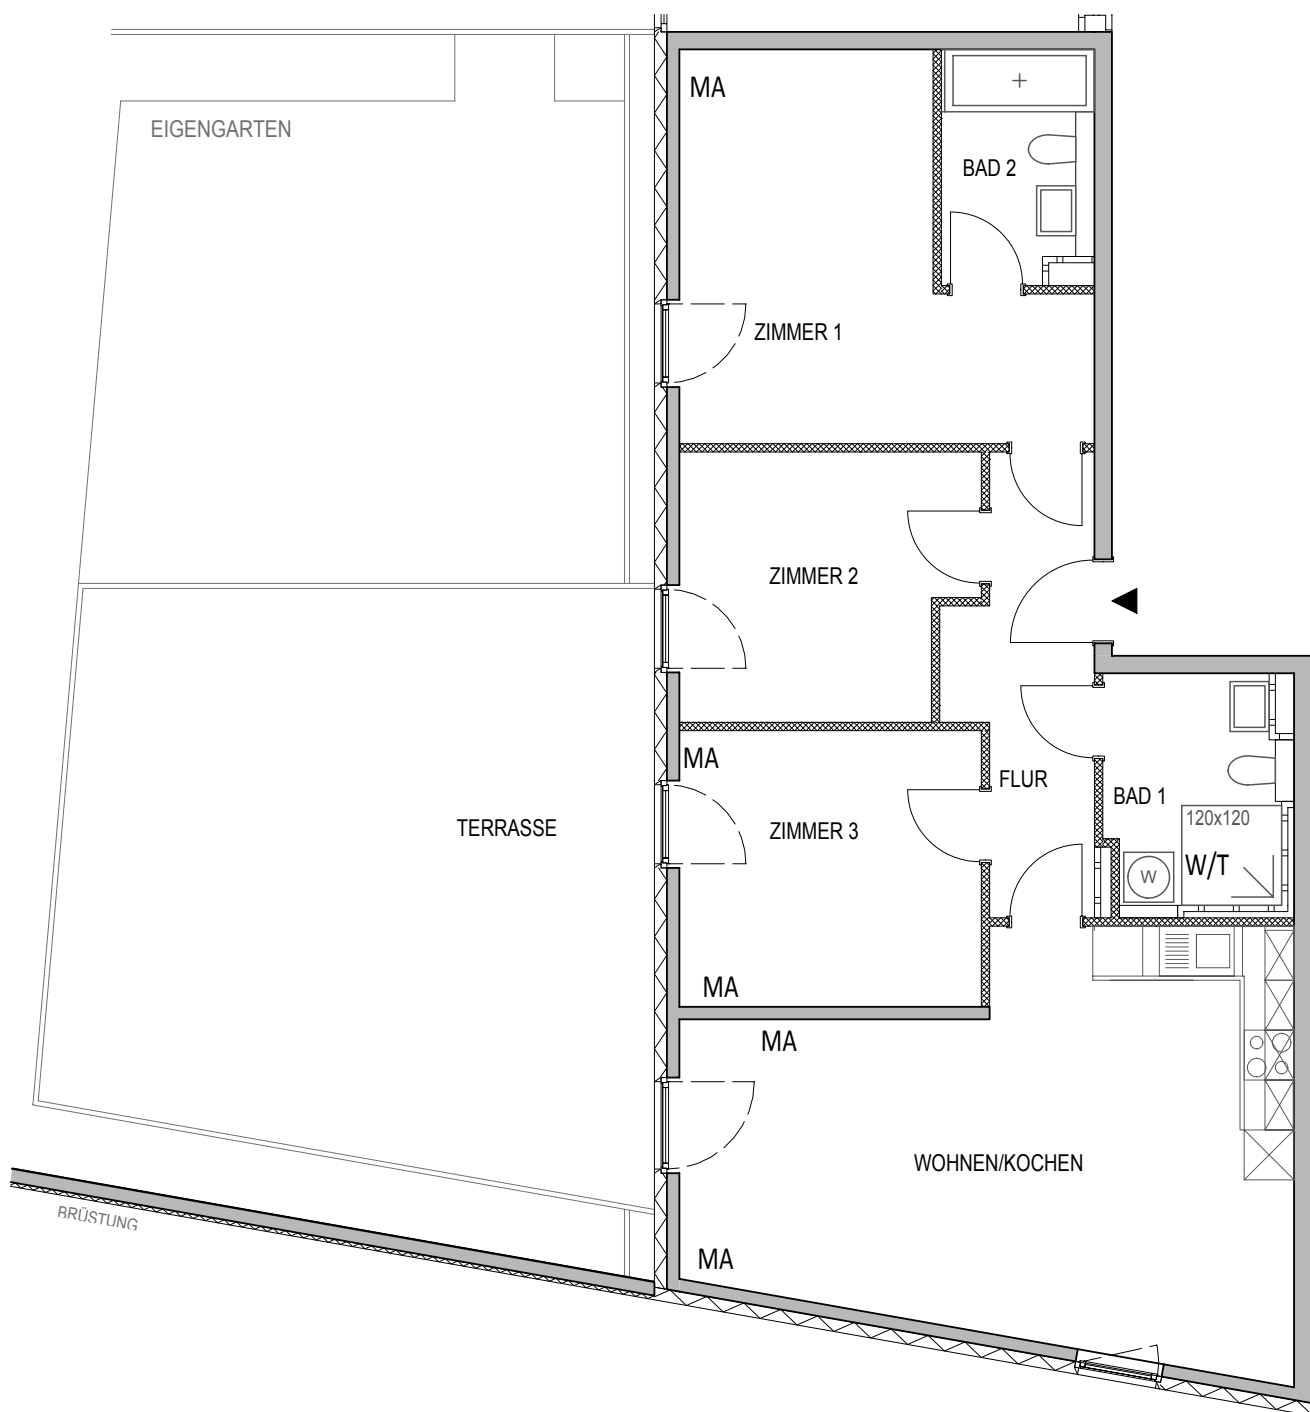 MA
EIGENGARTEN
BAD 2
ZIMMER 1
ZIMMER 2
MA
FLUR
BAD 1
TERRASSE
ZIMMER 3
120x120
W/T
W
MA
MA
WOHNEN/KOCHEN
BRÜSTUNG
MA